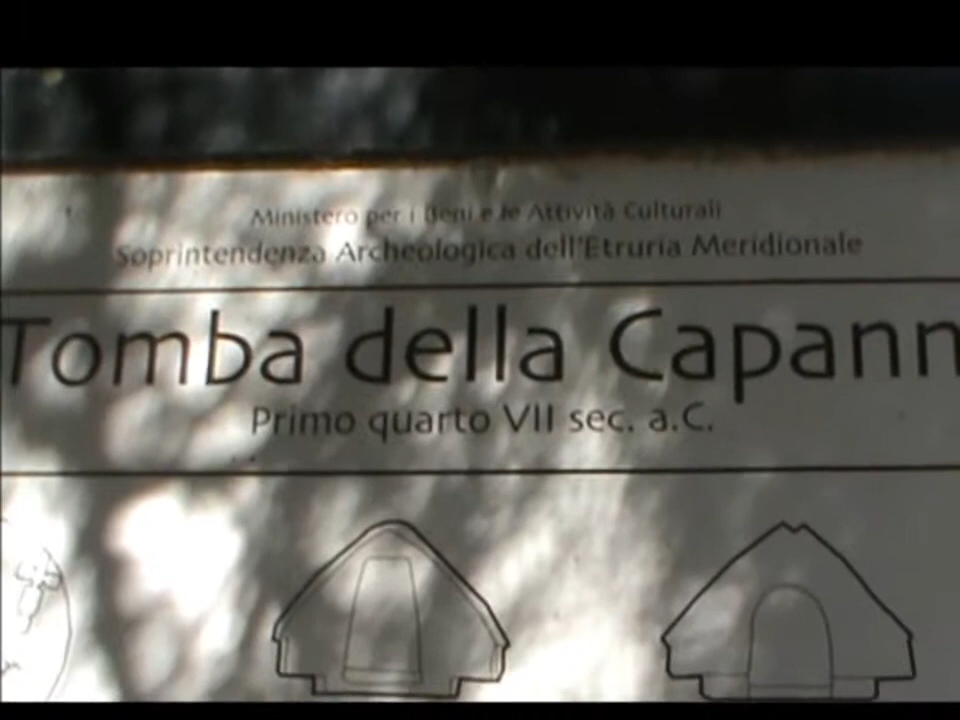 Ministero per i Beni e le Attività Culturali
Soprintendenza Archeologica dell'Etruria Meridionale
Tomba della Capann
Primo quarto VII sec. a.C.